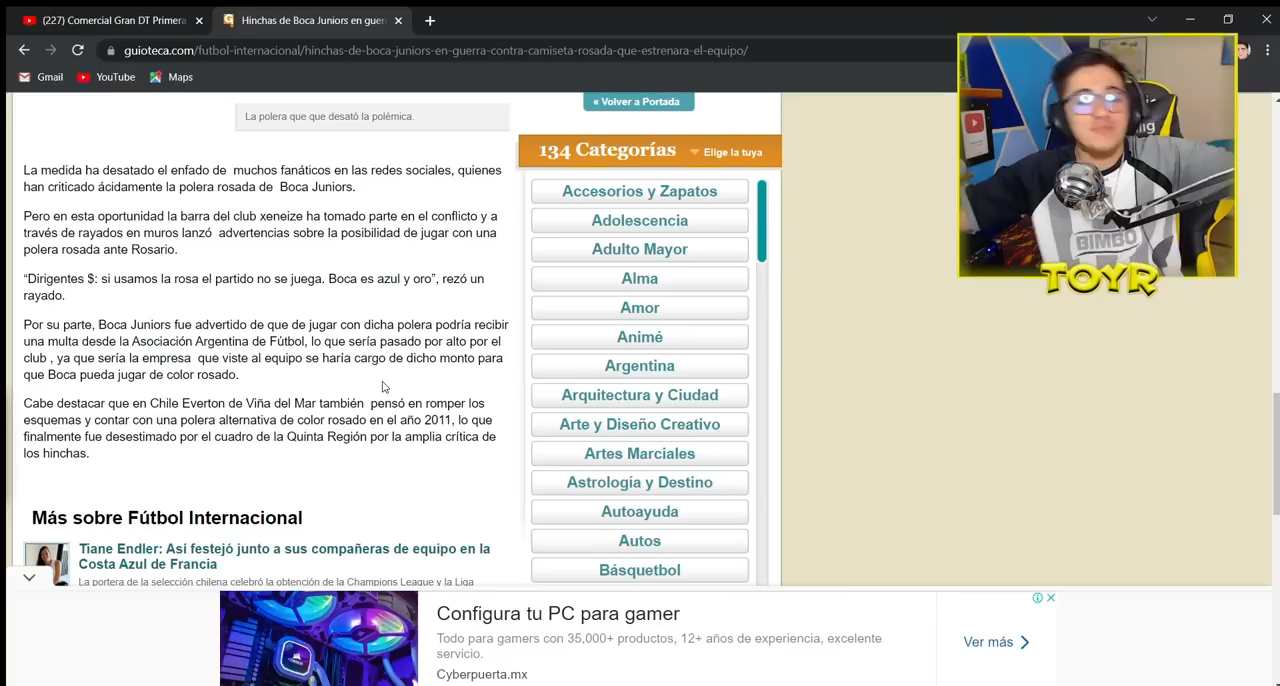 (227) Comercial Gran DT Primera
Hinchas de Boca Juniors en guer
guioteca.com/futbol-internacional/hinchas-de-boca-juniors-en-guerra-contra-camiseta-rosada-que-estrenara-el-equipo/
Gmail YouTube Maps
La polera que que desató la polémica.
La medida ha desatado el enfado de muchos fanáticos en las redes sociales, quienes
han criticado ácidamente la polera rosada de Boca Juniors.
Pero en esta oportunidad la barra del club xeneize ha tomado parte en el conflicto y a
través de rayados en muros lanzó advertencias sobre la posibilidad de jugar con una
polera rosada ante Rosario.
“Dirigentes $: si usamos la rosa el partido no se juega. Boca es azul y oro”, rezó un
rayado.
Por su parte, Boca Juniors fue advertido de que de jugar con dicha polera podría recibir
una multa desde la Asociación Argentina de Fútbol, lo que sería pasado por alto por el
club , ya que sería la empresa que viste al equipo se haría cargo de dicho monto para
que Boca pueda jugar de color rosado.
Cabe destacar que en Chile Everton de Viña del Mar también pensó en romper los
esquemas y contar con una polera alternativa de color rosado en el año 2011, lo que
finalmente fue desestimado por el cuadro de la Quinta Región por la amplia crítica de
los hinchas.
Más sobre Fútbol Internacional
Tiane Endler: Así festejó junto a sus compañeras de equipo en la
Costa Azul de Francia
La portera de la selección chilena celebró la obtención de la Champions League y la Liga
« Volver a Portada
134 Categorías Elige la tuya
Accesorios y Zapatos
Adolescencia
Adulto Mayor
Alma
Amor
Animé
Argentina
Arquitectura y Ciudad
Arte y Diseño Creativo
Artes Marciales
Astrología y Destino
Autoayuda
Autos
Básquetbol
BIMBO
TOYR
Configura tu PC para gamer
Todo para gamers con 35,000+ productos, 12+ años de experiencia, excelente
servicio.
Cyberpuerta.mx
Ver más